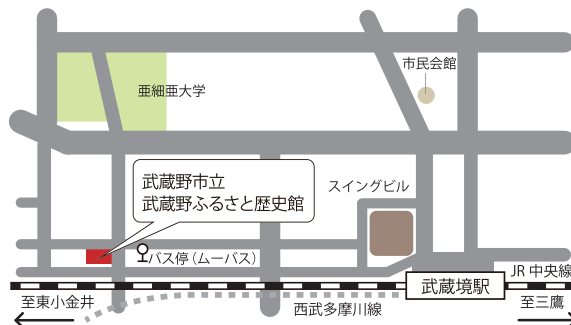 市民会館
亜細亜大学
武蔵野市立
武蔵野ふるさと歴史館
スイングビル
バス停（ムーバス）
JR 中央線
武蔵境駅
至東小金井
西武多摩川線
至三鷹